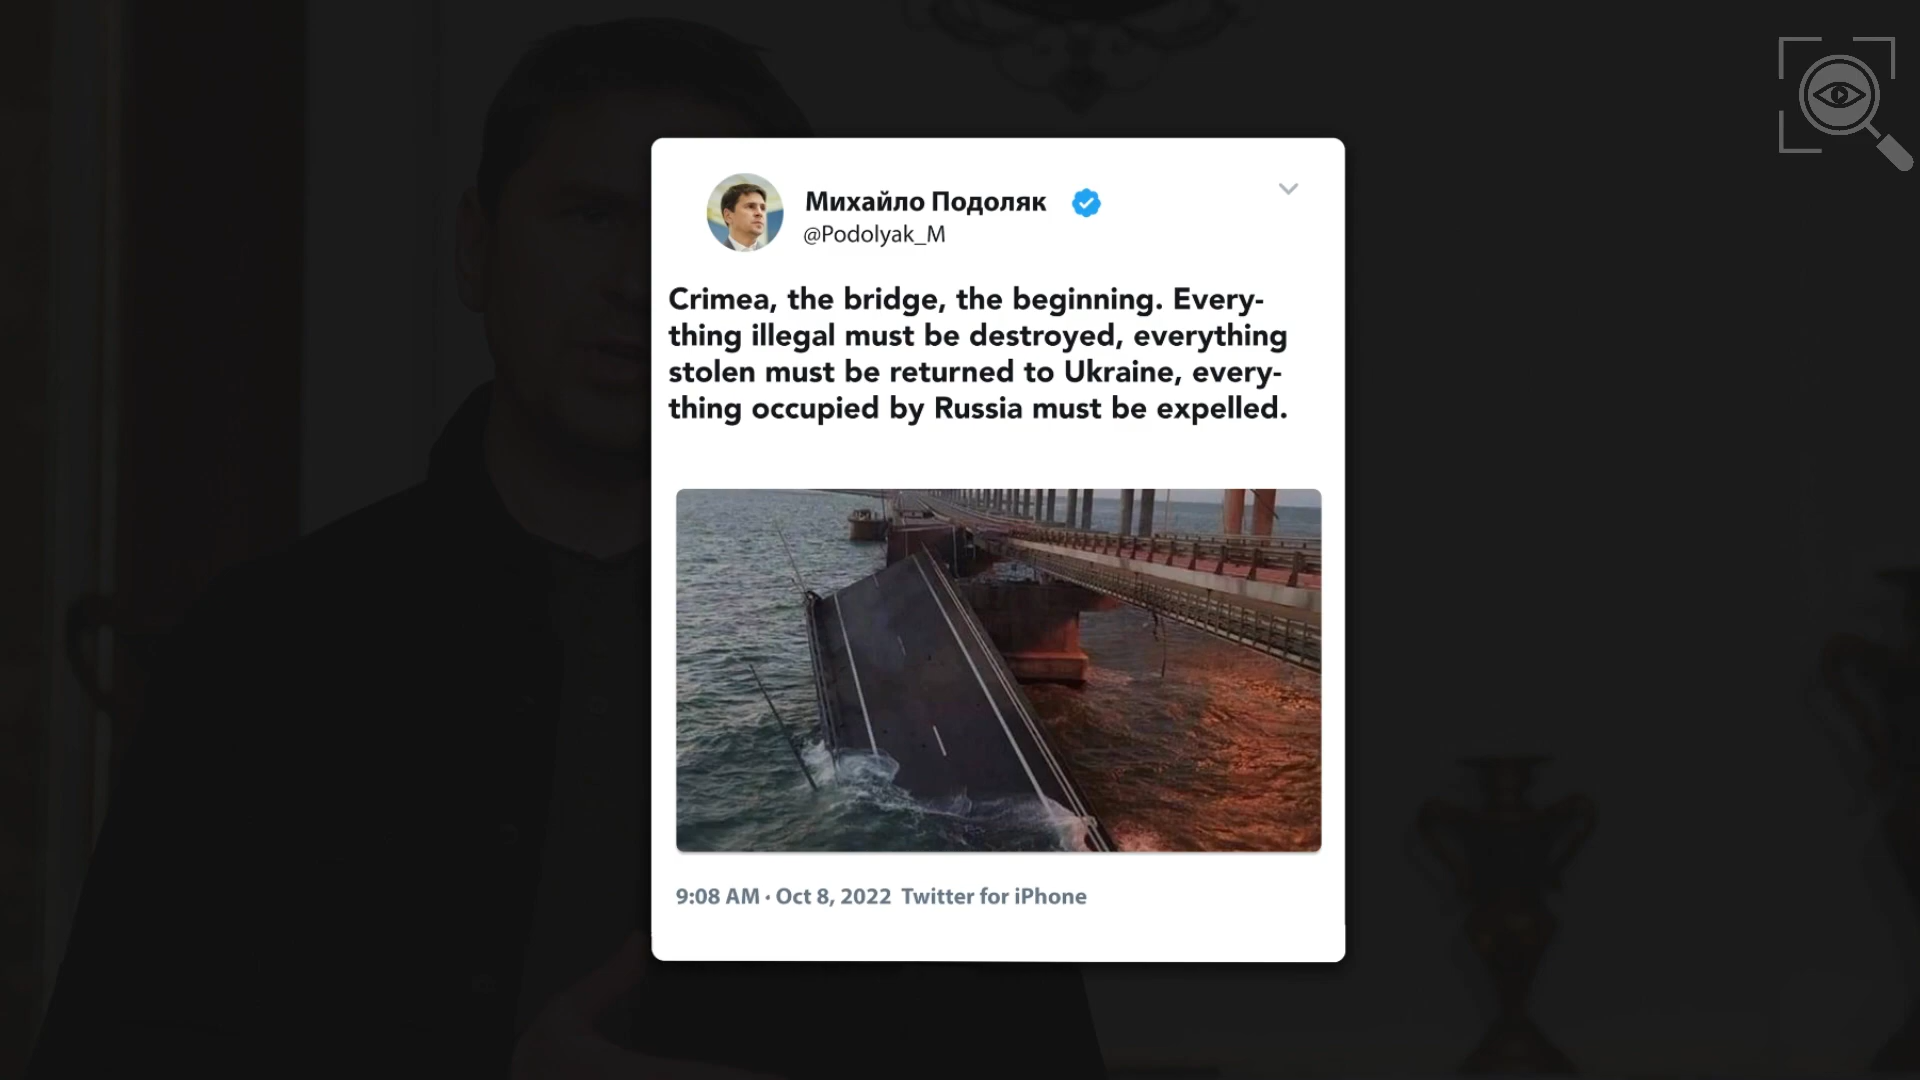 Михайло Подоляк
@Podolyak_M
Crimea, the bridge, the beginning. Every-
thing illegal must be destroyed, everything
stolen must be returned to Ukraine, every-
thing occupied by Russia must be expelled.
9:08 AM · Oct 8, 2022 Twitter for iPhone